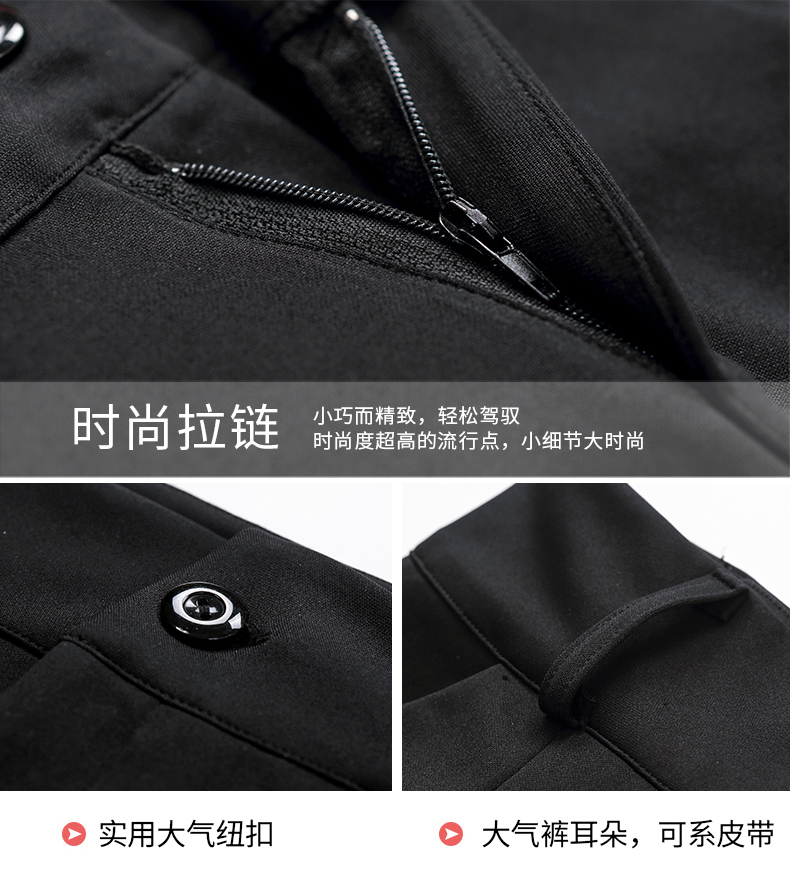 时尚拉链
小巧而精致，轻松驾驭
时尚度超高的流行点，小细节大时尚
实用大气纽扣
大气裤耳朵，可系皮带